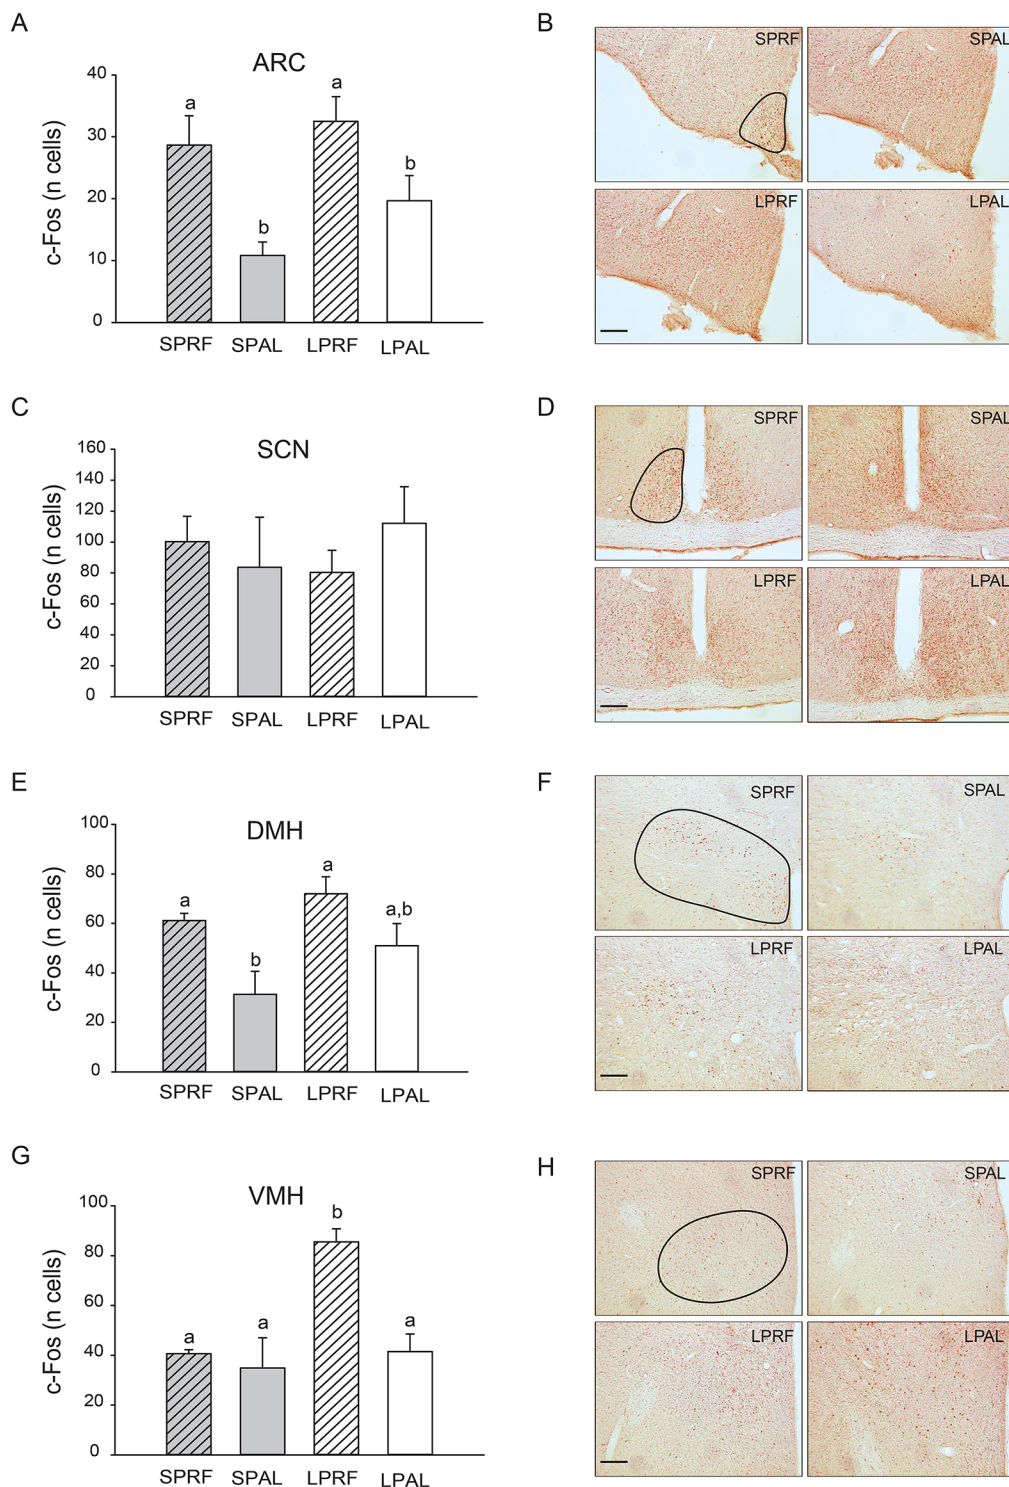 A
ARC
c-Fos (n cells)
40
30
20
10
0
a
b
a
b
SPRF
SPAL
LPRF
LPAL
B
SPRF
SPAL
LPRF
LPAL
C
SCN
c-Fos (n cells)
160
140
120
100
80
60
40
20
0
SPRF
SPAL
LPRF
LPAL
D
SPRF
SPAL
LPRF
LPAL
E
DMH
c-Fos (n cells)
100
80
60
40
20
0
a
b
a
a,b
SPRF
SPAL
LPRF
LPAL
F
SPRF
SPAL
LPRF
LPAL
G
VMH
c-Fos (n cells)
100
80
60
40
20
0
a
a
b
a
SPRF
SPAL
LPRF
LPAL
H
SPRF
SPAL
LPRF
LPAL